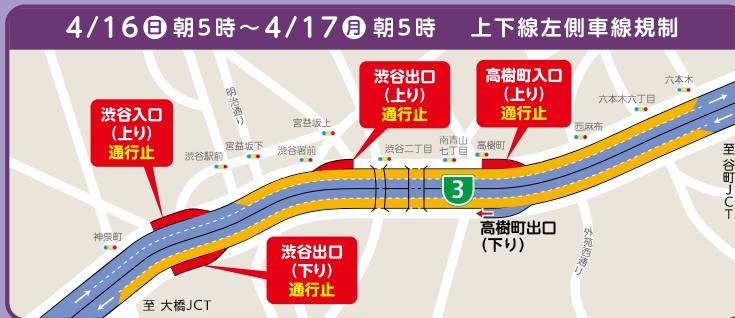 4/16日朝5時〜4/17月朝5時 上下線左側車線規制
渋谷入口
(上り)
通行止
渋谷出口
(上り)
通行止
高樹町入口
(上り)
通行止
六本木
六本木六丁目
西麻布
明治通り
宮益坂上
宮益坂下
渋谷駅前
渋谷署前
渋谷二丁目
南青山
七丁目
高樹町
至谷町JCT
3
高樹町出口
(下り)
外苑西通り
神泉町
渋谷出口
(下り)
通行止
至 大橋JCT